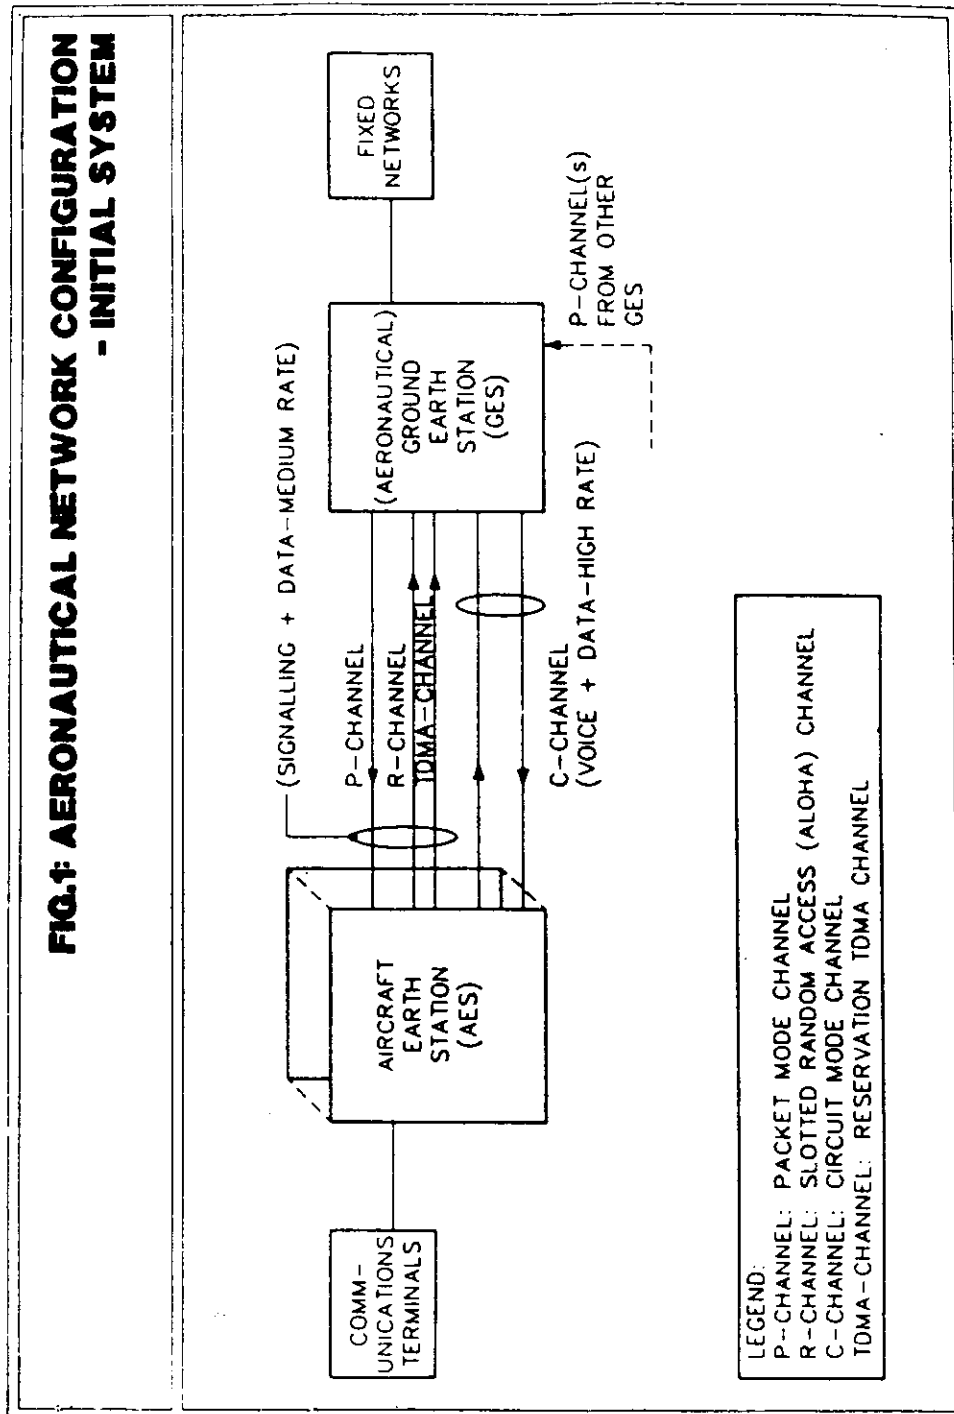 FIG.1: AERONAUTICAL NETWORK CONFIGURATION
- INITIAL SYSTEM
(SIGNALLING + DATA-MEDIUM RATE)
COMM-
UNICATIONS
TERMINALS
AIRCRAFT
EARTH
STATION
(AES)
P-CHANNEL
R-CHANNEL
TDMA-CHANNEL
C-CHANNEL
(VOICE + DATA-HIGH RATE)
(AERONAUTICAL)
GROUND
EARTH
STATION
(GES)
FIXED
NETWORKS
P-CHANNEL(s)
FROM OTHER
GES
LEGEND:
P-CHANNEL: PACKET MODE CHANNEL
R-CHANNEL: SLOTTED RANDOM ACCESS (ALOHA) CHANNEL
C-CHANNEL: CIRCUIT MODE CHANNEL
TDMA-CHANNEL: RESERVATION TDMA CHANNEL